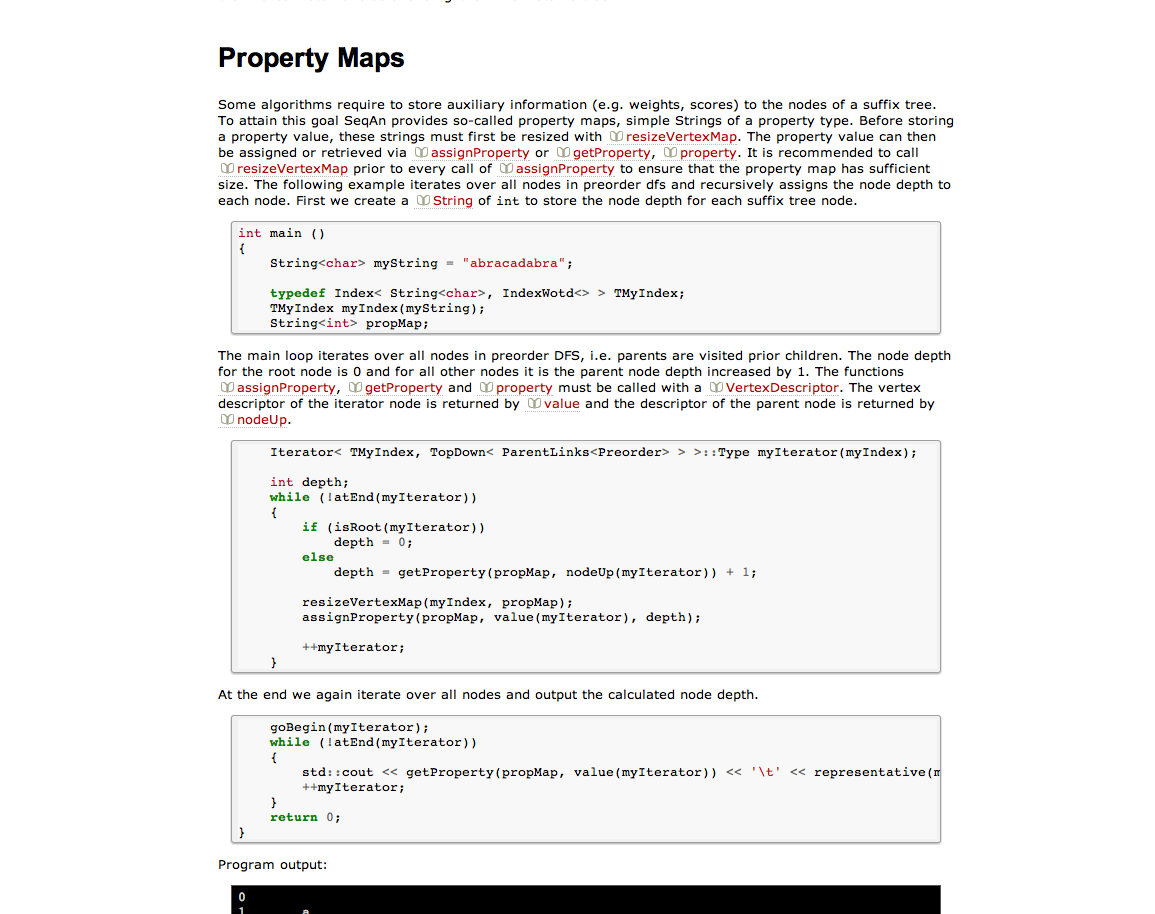 Property Maps
Some algorithms require to store auxiliary information (e.g. weights, scores) to the nodes of a suffix tree.
To attain this goal SeqAn provides so-called property maps, simple Strings of a property type. Before storing
a property value, these strings must first be resized with resizeVertexMap. The property value can then
be assigned or retrieved via assignProperty or getProperty, property. It is recommended to call
resizeVertexMap prior to every call of assignProperty to ensure that the property map has sufficient
size. The following example iterates over all nodes in preorder dfs and recursively assigns the node depth to
each node. First we create a String of int to store the node depth for each suffix tree node.
int main ()
{
String<char> myString = "abracadabra";
typedef Index< String<char>, IndexWotd<> > TMyIndex;
TMyIndex myIndex(myString);
String<int> propMap;
The main loop iterates over all nodes in preorder DFS, i.e. parents are visited prior children. The node depth
for the root node is 0 and for all other nodes it is the parent node depth increased by 1. The functions
assignProperty, getProperty and property must be called with a VertexDescriptor. The vertex
descriptor of the iterator node is returned by value and the descriptor of the parent node is returned by
nodeUp.
Iterator< TMyIndex, TopDown< ParentLinks<Preorder> > >::Type myIterator(myIndex);
int depth;
while (!atEnd(myIterator))
{
if (isRoot(myIterator))
depth = 0;
else
depth = getProperty(propMap, nodeUp(myIterator)) + 1;
resizeVertexMap(myIndex, propMap);
assignProperty(propMap, value(myIterator), depth);
++myIterator;
}
At the end we again iterate over all nodes and output the calculated node depth.
goBegin(myIterator);
while (!atEnd(myIterator))
{
std::cout << getProperty(propMap, value(myIterator)) << '\t' << representative(m
++myIterator;
}
return 0;
}
Program output:
0
1 a